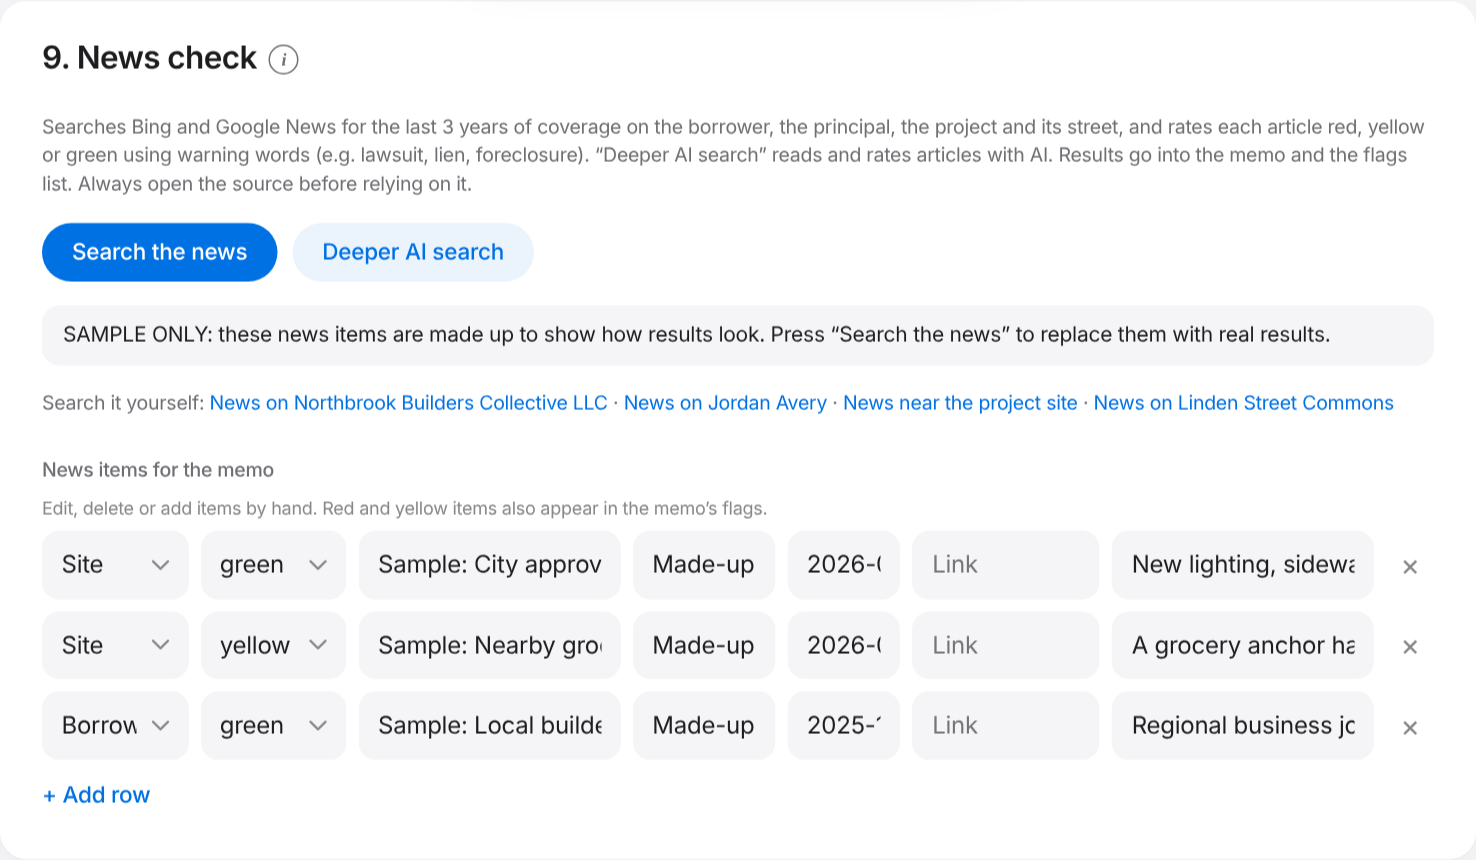 9. News check i
Searches Bing and Google News for the last 3 years of coverage on the borrower, the principal, the project and its street, and rates each article red, yellow
or green using warning words (e.g. lawsuit, lien, foreclosure). “Deeper AI search” reads and rates articles with AI. Results go into the memo and the flags
list. Always open the source before relying on it.
Search the news Deeper AI search
SAMPLE ONLY: these news items are made up to show how results look. Press “Search the news” to replace them with real results.
Search it yourself: News on Northbrook Builders Collective LLC · News on Jordan Avery · News near the project site · News on Linden Street Commons
News items for the memo
Edit, delete or add items by hand. Red and yellow items also appear in the memo’s flags.
Site green Sample: City approv Made-up 2026- Link New lighting, sidewa ×
Site yellow Sample: Nearby gro Made-up 2026- Link A grocery anchor ha ×
Borrow green Sample: Local builde Made-up 2025- Link Regional business jo ×
+ Add row